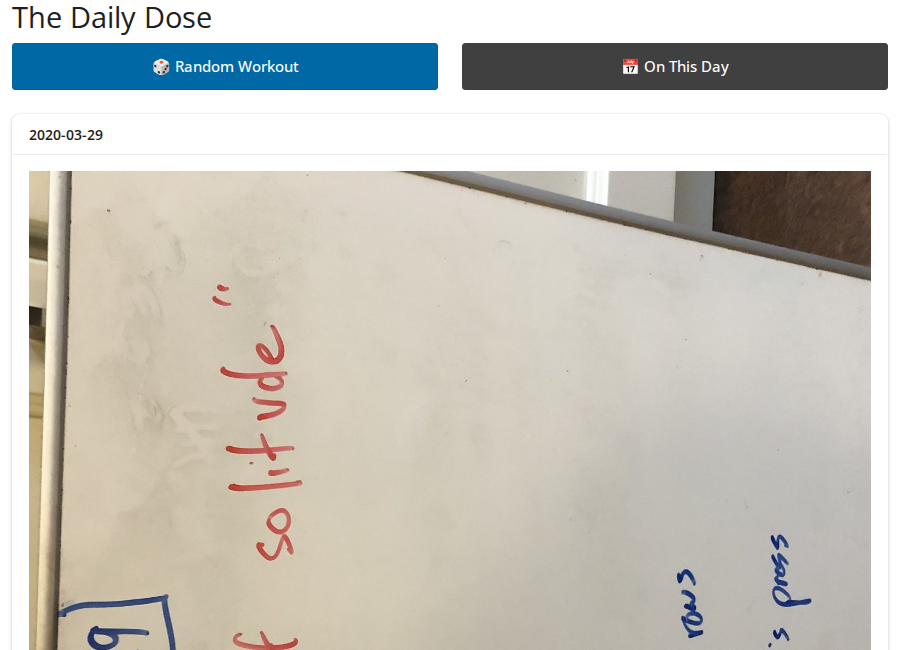 The Daily Dose
🎲 Random Workout
📅 On This Day
2020-03-29
solitude"
rows
press